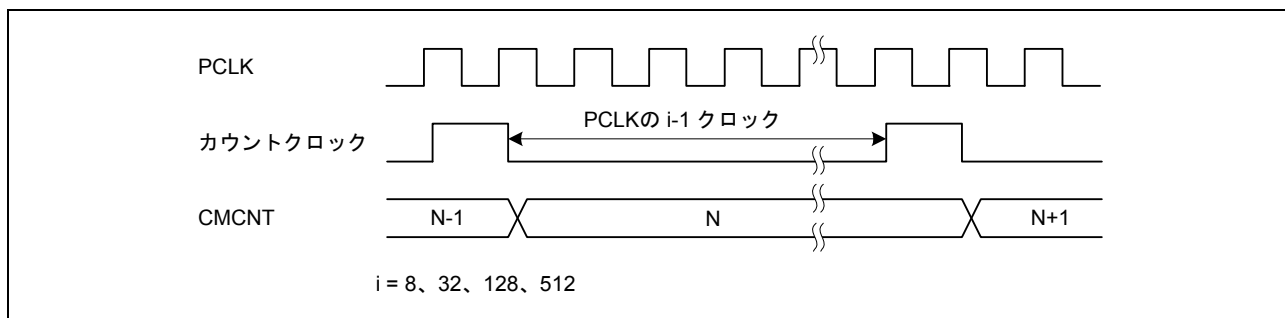 PCLK
PCLKの i-1 クロック
カウントクロック
CMCNT
N-1
N
N+1
i = 8、32、128、512